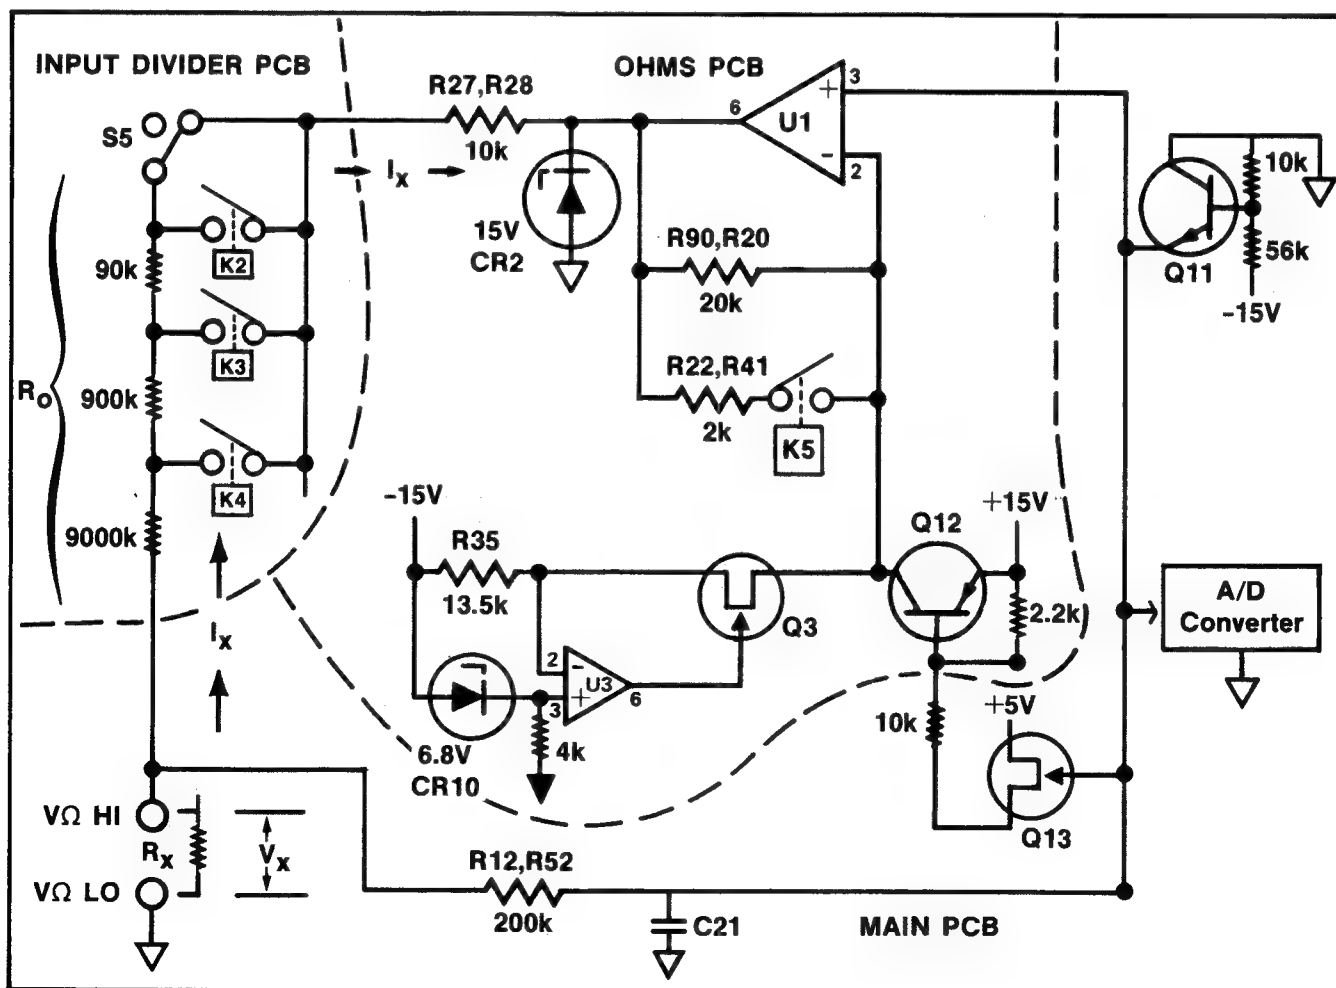 INPUT DIVIDER PCB
OHMS PCB
S5
R27,R28
10k
Iₓ
15V
CR2
6
U1
+
3
−
2
10k
56k
Q11
−15V
K2
90k
K3
900k
K4
9000k
Rₒ
Iₓ
R90,R20
20k
R22,R41
2k
K5
−15V
R35
13.5k
Q3
Q12
+15V
2.2k
A/D
Converter
2
−
U3
+
3
6
4k
6.8V
CR10
10k
+5V
Q13
VΩ HI
Rₓ
Vₓ
VΩ LO
R12,R52
200k
C21
MAIN PCB